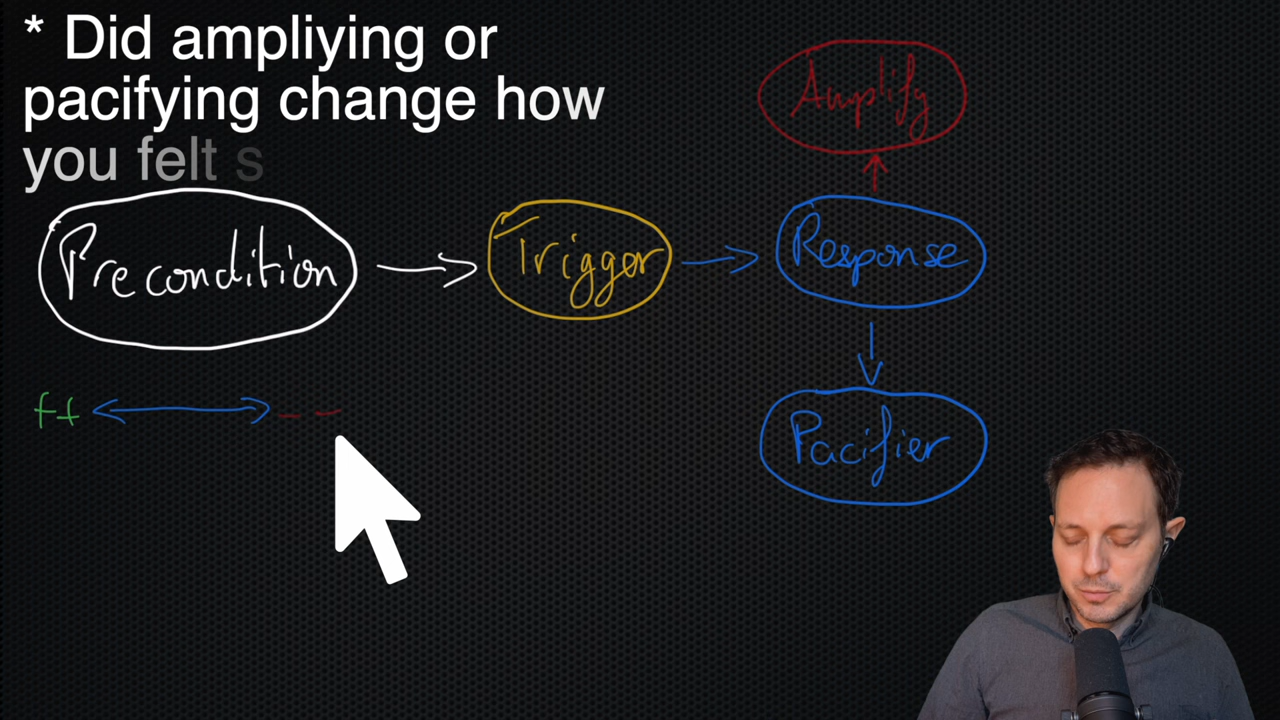 * Did ampliying or
pacifying change how
you felt s
Amplify
Precondition
Trigger
Response
++
--
Pacifier